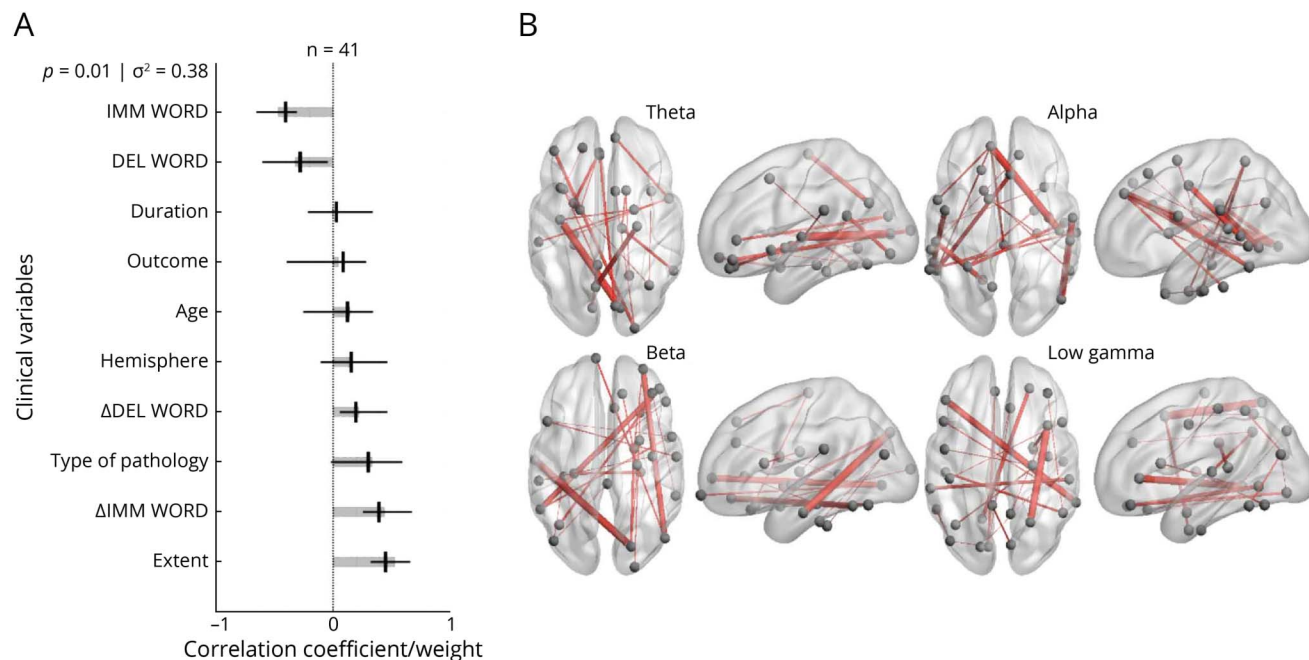 A
n = 41
p = 0.01 | σ² = 0.38
IMM WORD
DEL WORD
Duration
Outcome
Age
Hemisphere
ΔDEL WORD
Type of pathology
ΔIMM WORD
Extent
Clinical variables
−1
0
1
Correlation coefficient/weight
B
Theta
Alpha
Beta
Low gamma